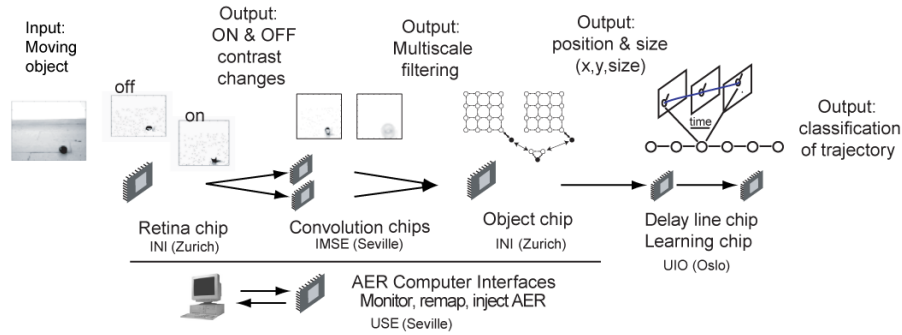 Input:
Moving
object
off
on
Output:
ON & OFF
contrast
changes
Output:
Multiscale
filtering
Output:
position & size
(x,y,size)
time
Output:
classification
of trajectory
Retina chip
INI (Zurich)
Convolution chips
IMSE (Seville)
Object chip
INI (Zurich)
Delay line chip
Learning chip
UIO (Oslo)
AER Computer Interfaces
Monitor, remap, inject AER
USE (Seville)